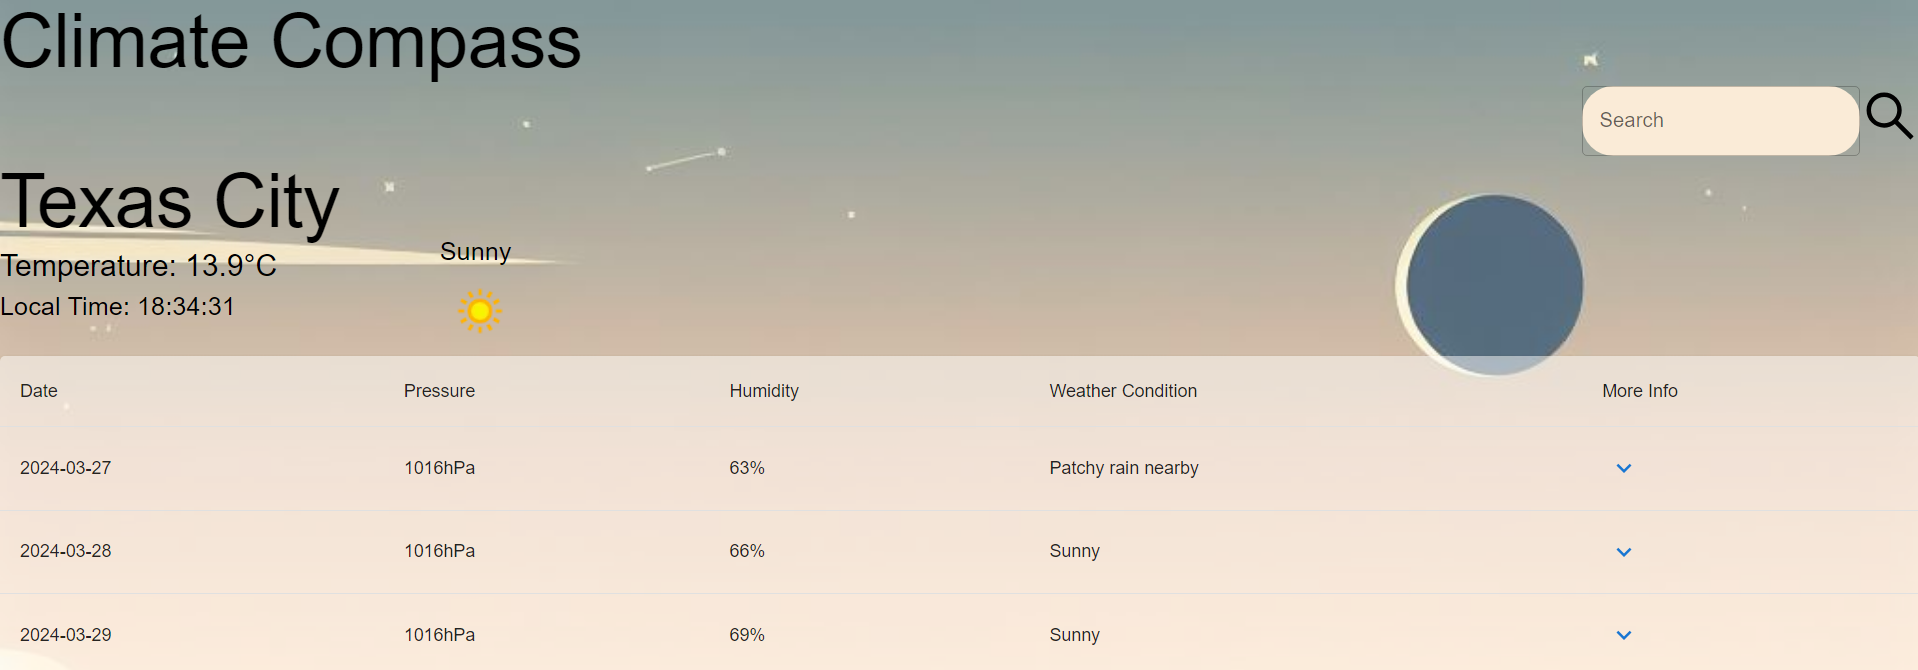 Climate Compass
Search
Texas City
Temperature: 13.9°C
Sunny
Local Time: 18:34:31
Date Pressure Humidity Weather Condition More Info
2024-03-27 1016hPa 63% Patchy rain nearby
2024-03-28 1016hPa 66% Sunny
2024-03-29 1016hPa 69% Sunny